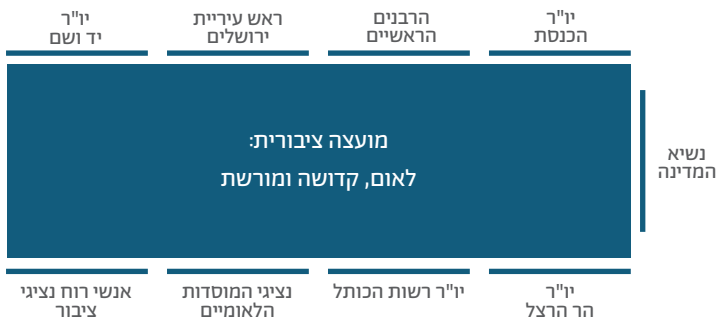 יו"ר
הכנסת
הרבנים
הראשיים
ראש עיריית
ירושלים
יו"ר
יד ושם
נשיא
המדינה
מועצה ציבורית:
לאום, קדושה ומורשת
יו"ר
הר הרצל
יו"ר רשות הכותל
נציגי המוסדות
הלאומיים
אנשי רוח נציגי
ציבור